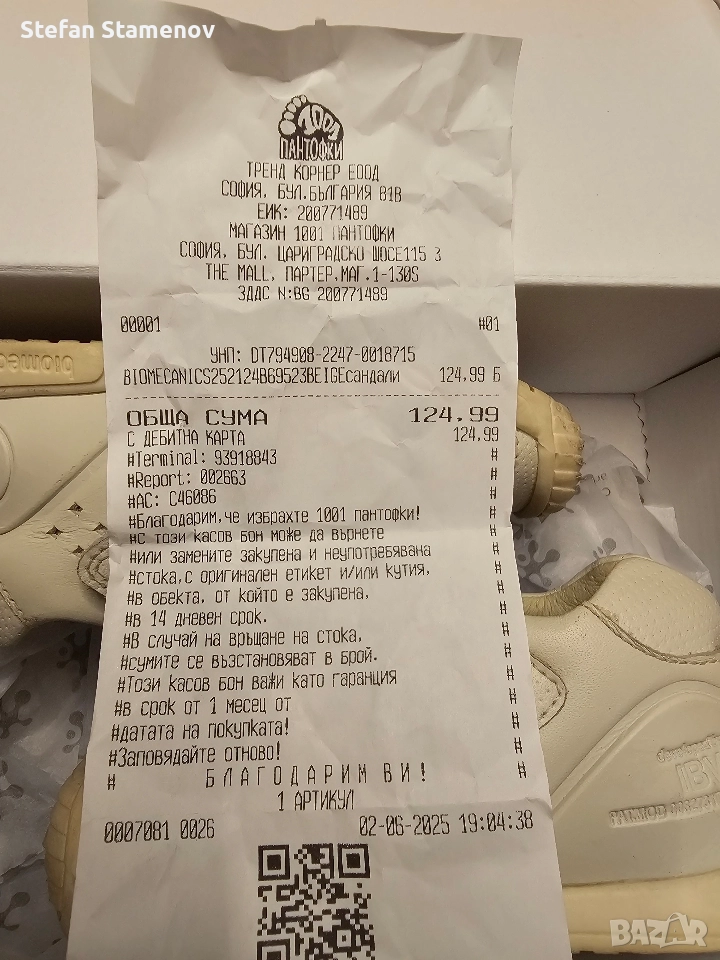 Stefan Stamenov
1001
ПАНТОФКИ
ТРЕНД КОРНЕР ЕООД
СОФИЯ, БУЛ.БЪЛГАРИЯ 81В
ЕИК: 200771489
МАГАЗИН 1001 ПАНТОФКИ
СОФИЯ, БУЛ. ЦАРИГРАДСКО ШОСЕ115 З
THE MALL, ПАРТЕР,МАГ.1-130S
ЗДДС N:BG 200771489
00001 #01
УНП: DT794908-2247-0018715
BIOMECANICS252124B69523BEIGEсандали 124,99 Б
ОБЩА СУМА 124.99
С ДЕБИТНА КАРТА 124.99
#Terminal: 93918843 #
#Report: 002663 #
#AC: C46086 #
#Благодарим,че избрахте 1001 пантофки! #
#С този касов бон може да върнете #
#или замените закупена и неупотребявана #
#стока,с оригинален етикет и/или кутия, #
#в обекта, от който е закупена, #
#в 14 дневен срок. #
#В случай на връщане на стока, #
#сумите се възстановяват в брой. #
#Този касов бон важи като гаранция #
#в срок от 1 месец от #
#датата на покупката! #
#Заповядайте отново! #
# Б Л А Г О Д А Р И М  В И ! #
1 АРТИКУЛ
0007081 0026 02-06-2025 19:04:38
IBV
BAZAR